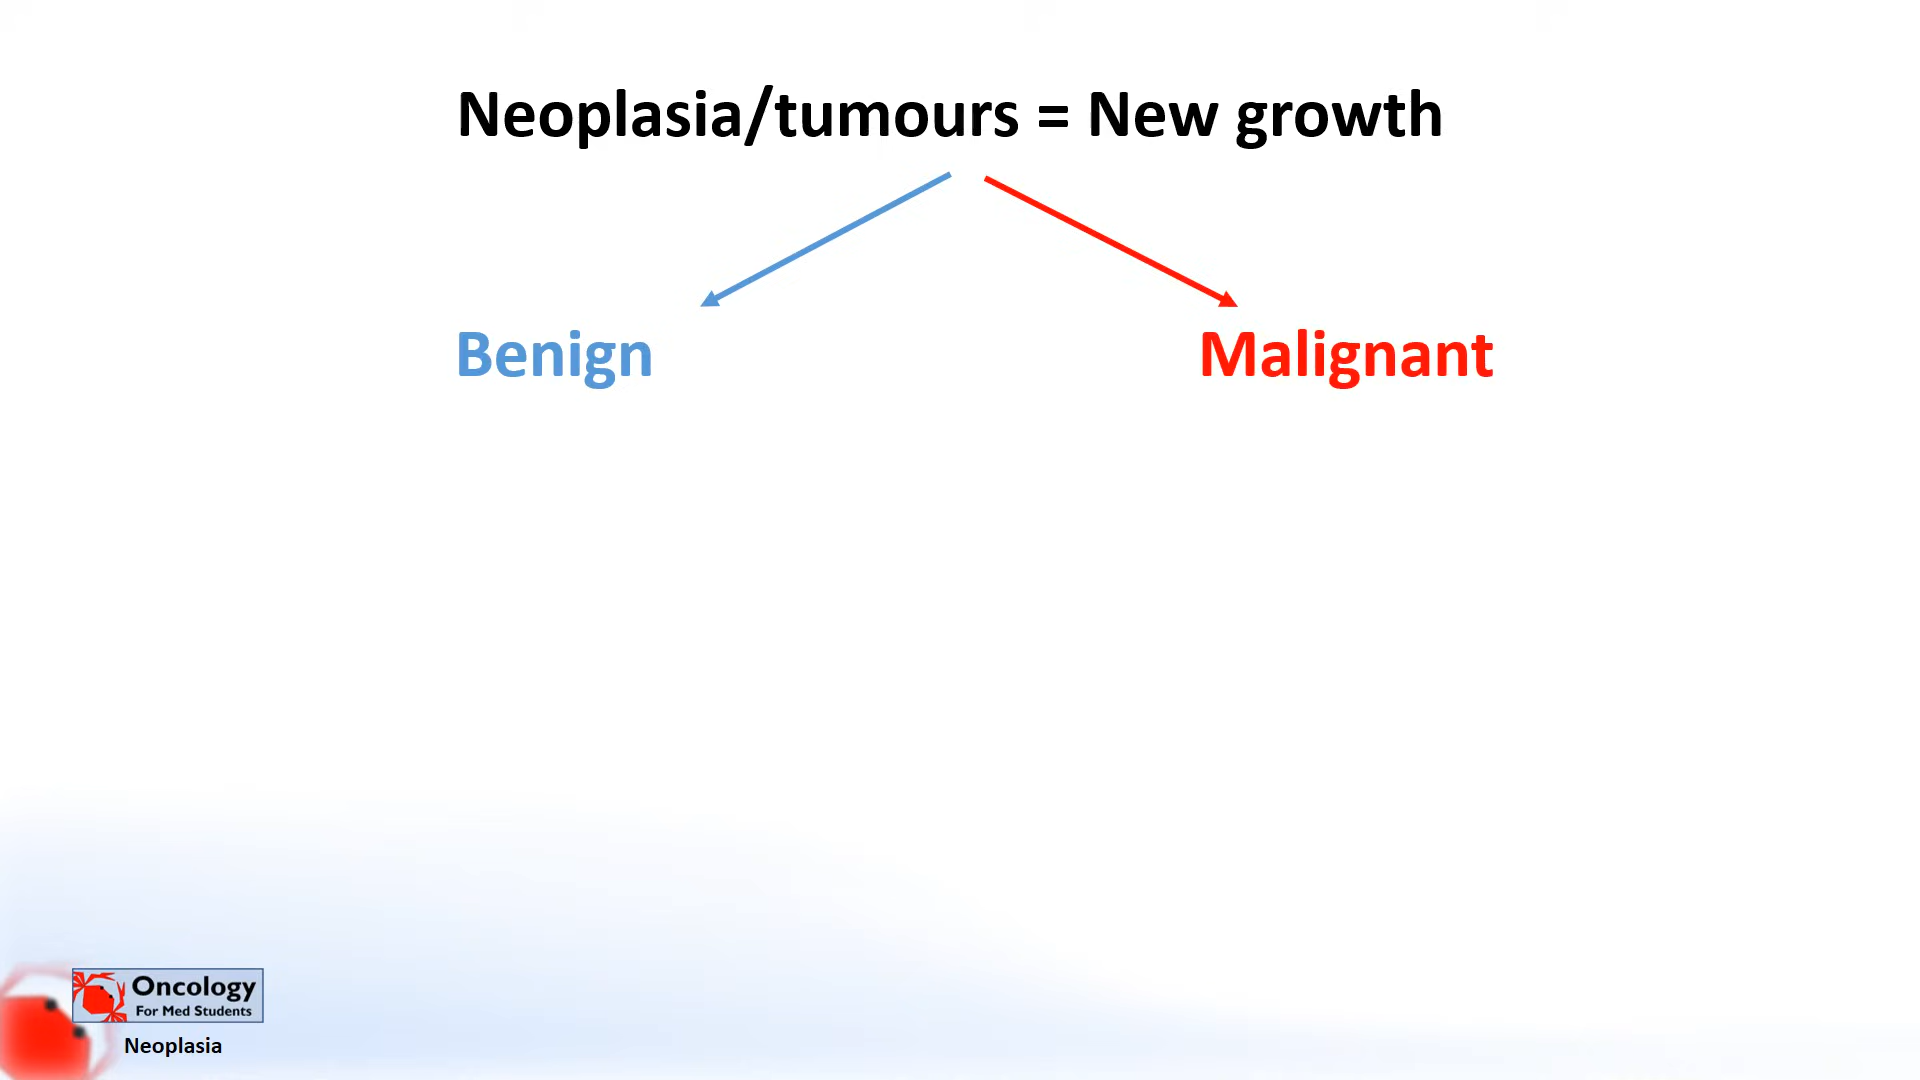 Neoplasia/tumours = New growth
Benign
Malignant
Oncology
For Med Students
Neoplasia